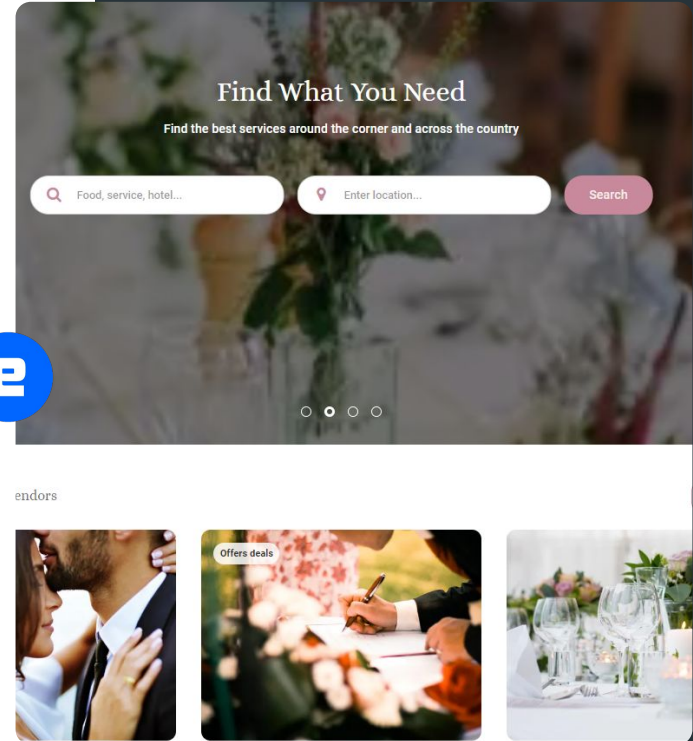 Find What You Need
Find the best services around the corner and across the country
Food, service, hotel...
Enter location...
Search
e
endors
Offers deals